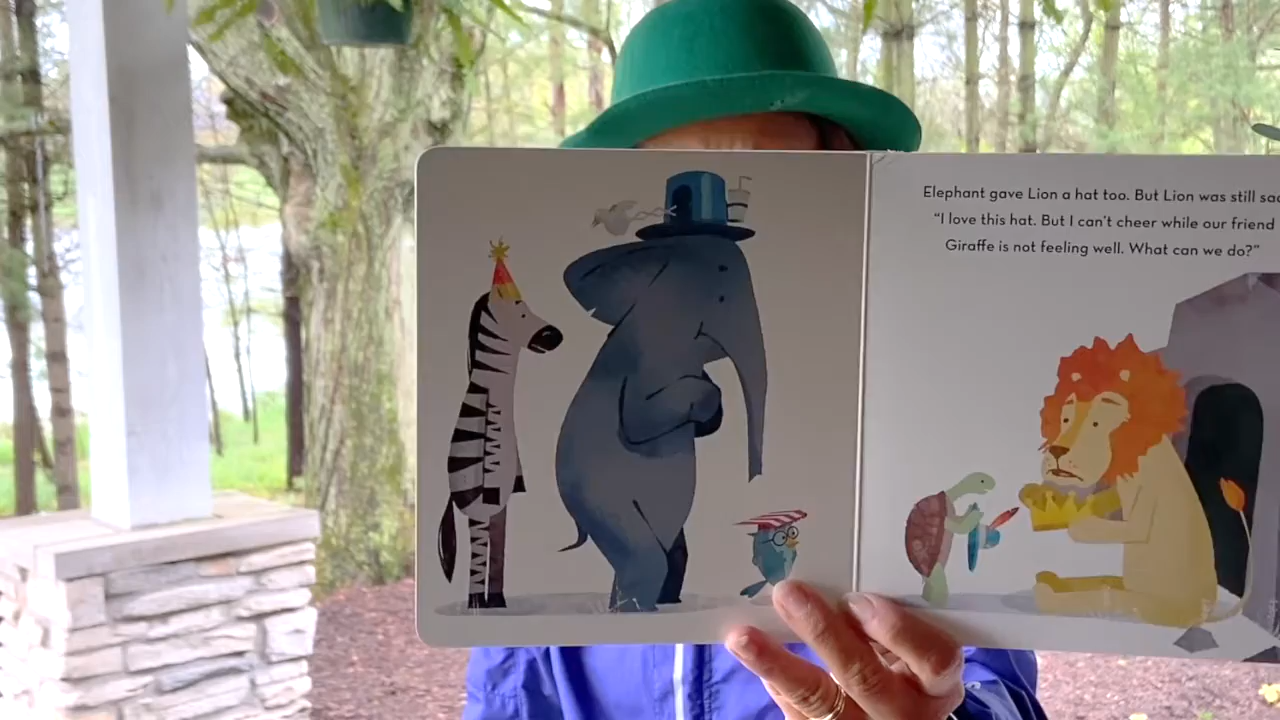 Elephant gave Lion a hat too. But Lion was still
“I love this hat. But I can’t cheer while our friend
Giraffe is not feeling well. What can we do?”